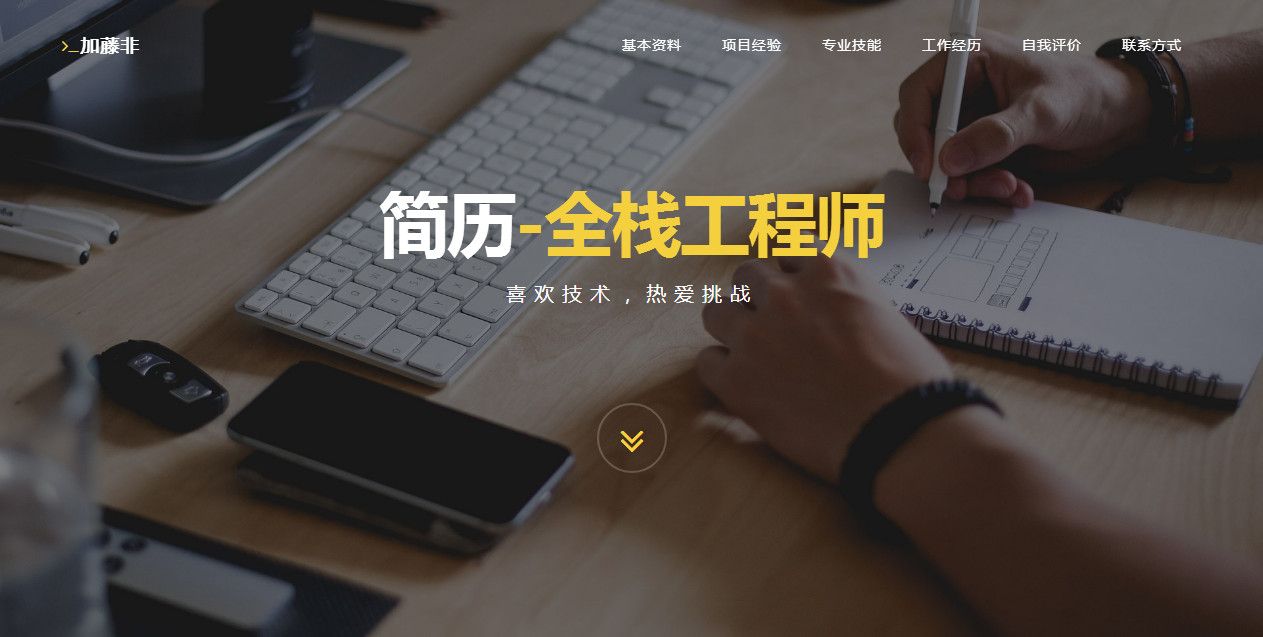 ›_加藤非
基本资料 项目经验 专业技能 工作经历 自我评价 联系方式
简历-全栈工程师
喜欢技术，热爱挑战